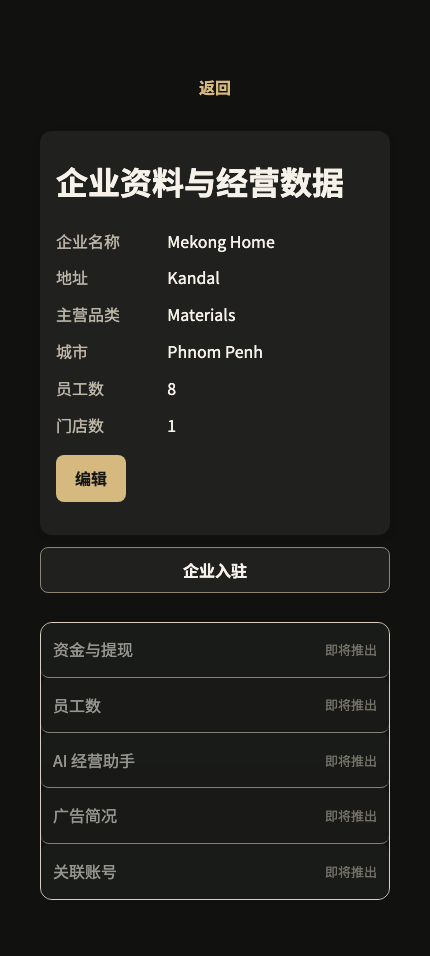 返回
企业资料与经营数据
企业名称 Mekong Home
地址 Kandal
主营品类 Materials
城市 Phnom Penh
员工数 8
门店数 1
编辑
企业入驻
资金与提现 即将推出
员工数 即将推出
AI 经营助手 即将推出
广告简况 即将推出
关联账号 即将推出